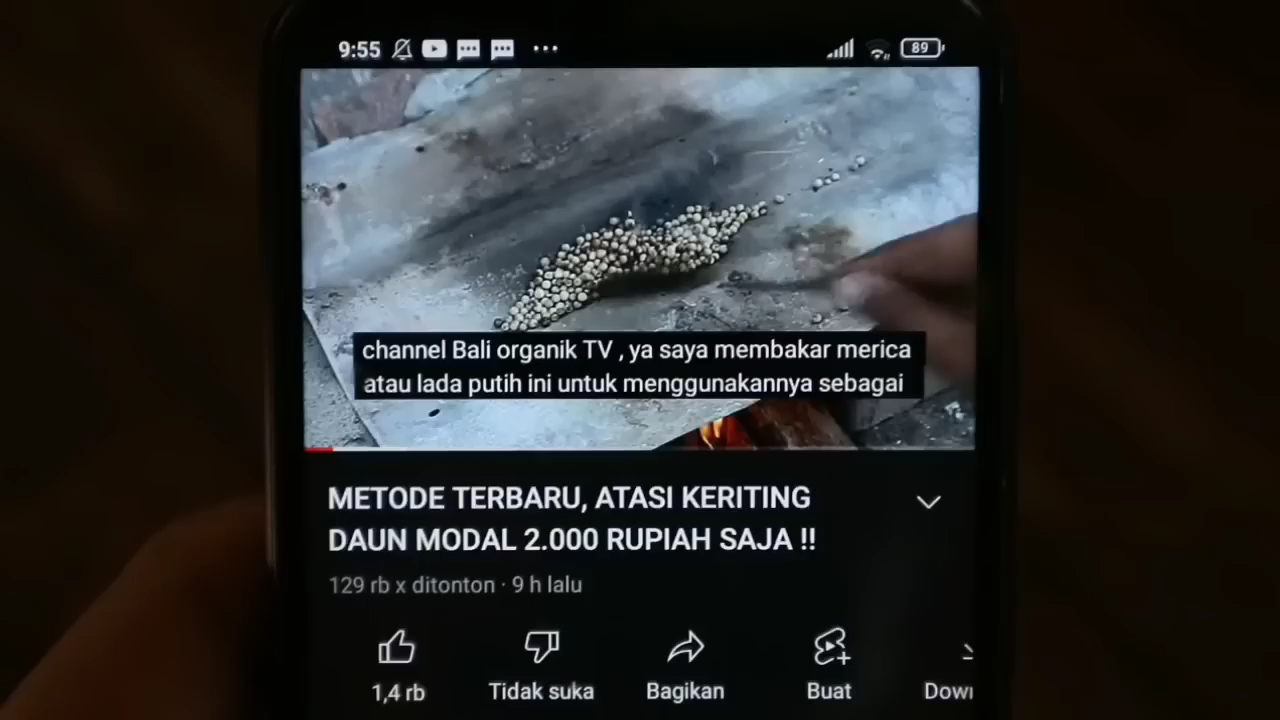 9:55
89
channel Bali organik TV , ya saya membakar merica
atau lada putih ini untuk menggunakannya sebagai
METODE TERBARU, ATASI KERITING
DAUN MODAL 2.000 RUPIAH SAJA !!
129 rb x ditonton · 9 h lalu
1,4 rb
Tidak suka
Bagikan
Buat
Down